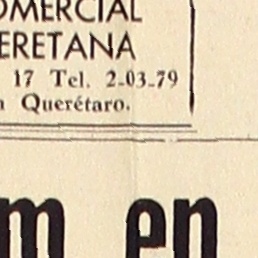 OMERCIAL
ERETANA
17 Tel. 2-03-79
Querétaro.
m en